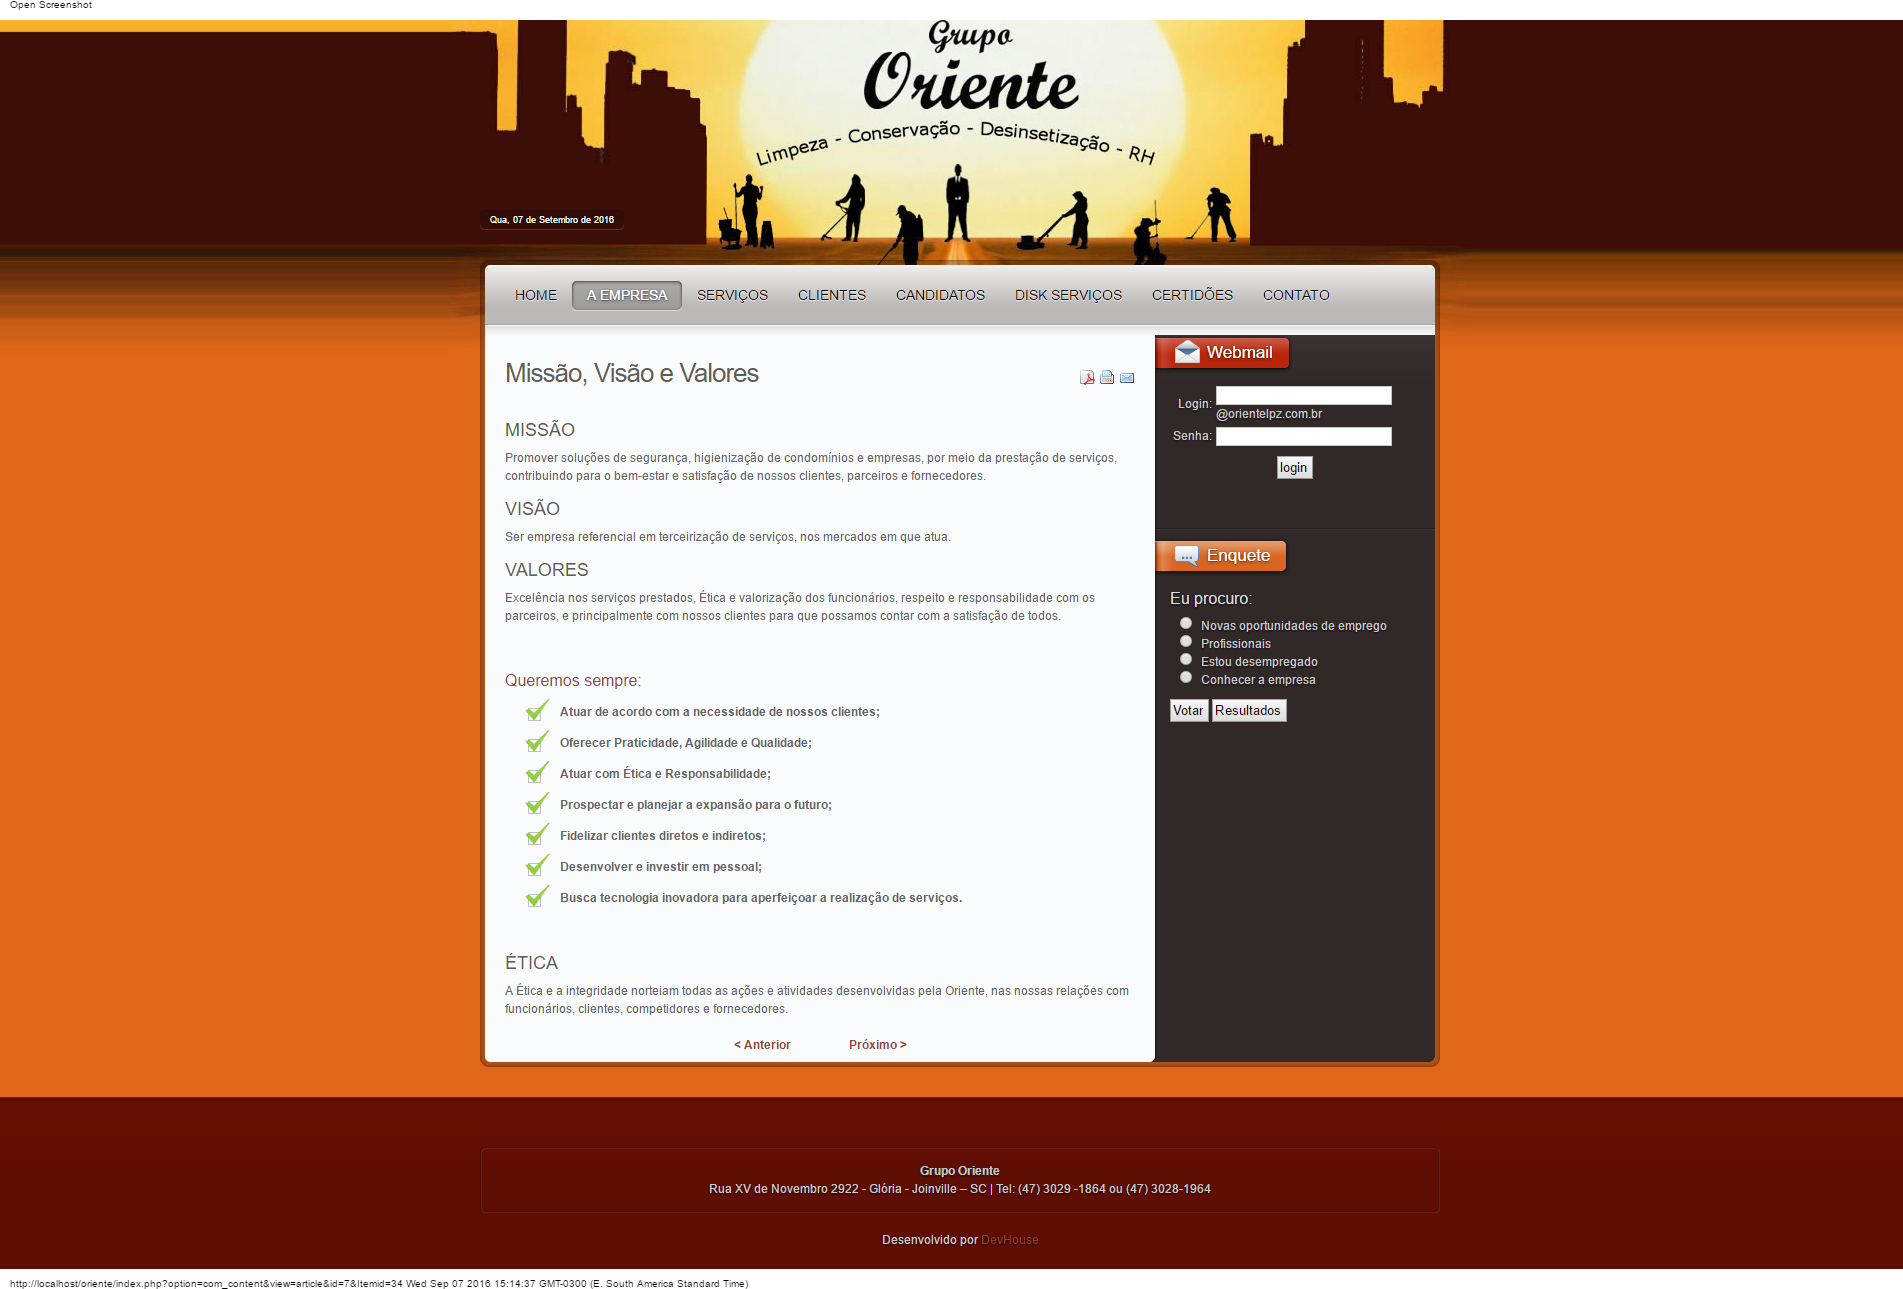 Open Screenshot
Grupo
Oriente
Limpeza - Conservação - Desinsetização - RH
Qua, 07 de Setembro de 2016
HOME A EMPRESA SERVIÇOS CLIENTES CANDIDATOS DISK SERVIÇOS CERTIDÕES CONTATO
Missão, Visão e Valores
MISSÃO
Promover soluções de segurança, higienização de condomínios e empresas, por meio da prestação de serviços,
contribuindo para o bem-estar e satisfação de nossos clientes, parceiros e fornecedores.
VISÃO
Ser empresa referencial em terceirização de serviços, nos mercados em que atua.
VALORES
Excelência nos serviços prestados, Ética e valorização dos funcionários, respeito e responsabilidade com os
parceiros, e principalmente com nossos clientes para que possamos contar com a satisfação de todos.
Queremos sempre:
Atuar de acordo com a necessidade de nossos clientes;
Oferecer Praticidade, Agilidade e Qualidade;
Atuar com Ética e Responsabilidade;
Prospectar e planejar a expansão para o futuro;
Fidelizar clientes diretos e indiretos;
Desenvolver e investir em pessoal;
Busca tecnologia inovadora para aperfeiçoar a realização de serviços.
ÉTICA
A Ética e a integridade norteiam todas as ações e atividades desenvolvidas pela Oriente, nas nossas relações com
funcionários, clientes, competidores e fornecedores.
< Anterior Próximo >
Webmail
Login:
@orientelpz.com.br
Senha:
login
Enquete
Eu procuro:
Novas oportunidades de emprego
Profissionais
Estou desempregado
Conhecer a empresa
Votar Resultados
Grupo Oriente
Rua XV de Novembro 2922 - Glória - Joinville – SC | Tel: (47) 3029 -1864 ou (47) 3028-1964
Desenvolvido por DevHouse
http://localhost/oriente/index.php?option=com_content&view=article&id=7&Itemid=34 Wed Sep 07 2016 15:14:37 GMT-0300 (E. South America Standard Time)